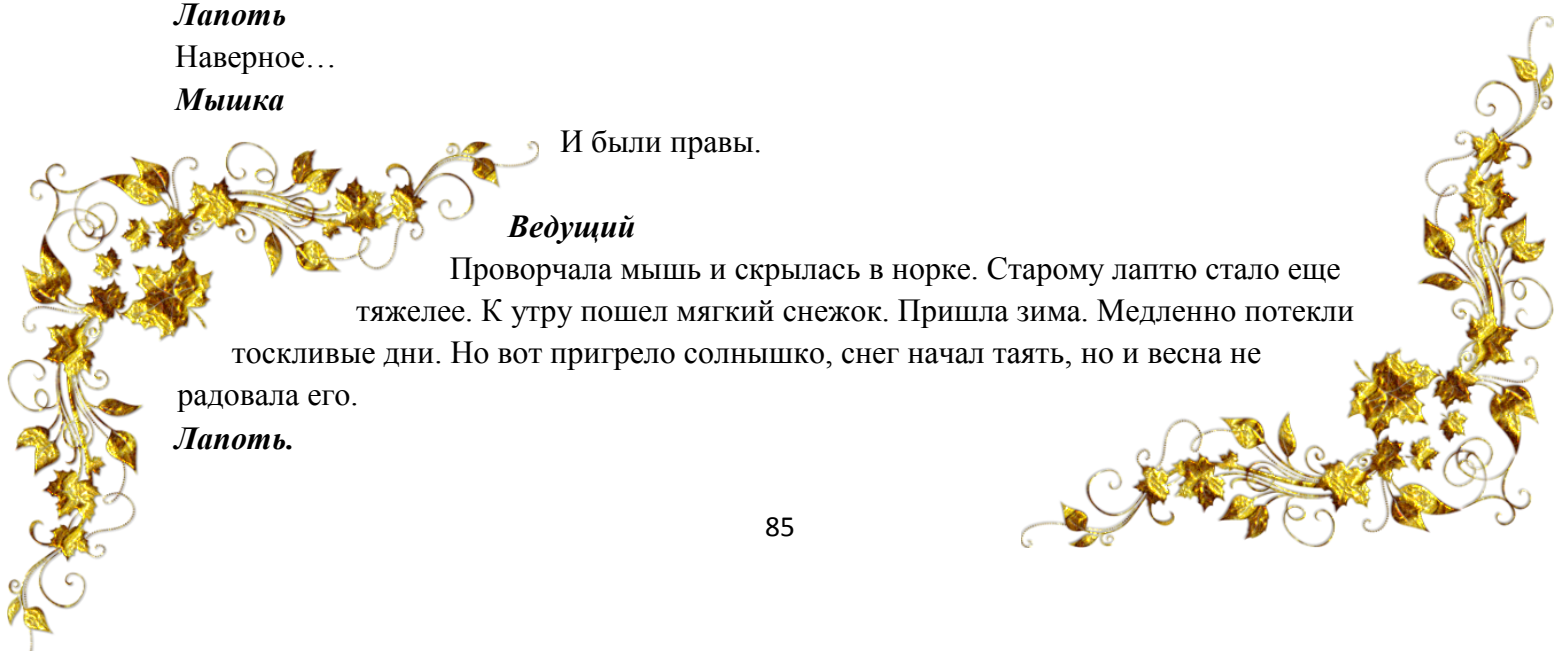 Лапоть
Наверное…
Мышка
И были правы.
Ведущий
Проворчала мышь и скрылась в норке. Старому лаптю стало еще
тяжелее. К утру пошел мягкий снежок. Пришла зима. Медленно потекли
тоскливые дни. Но вот пригрело солнышко, снег начал таять, но и весна не
радовала его.
Лапоть.
85